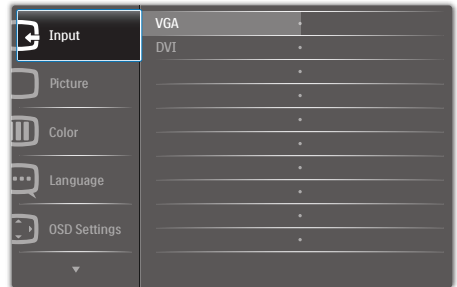 Input
VGA
DVI
Picture
Color
Language
OSD Settings